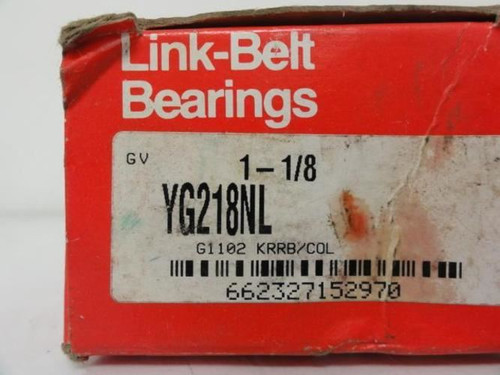 Link-Belt
Bearings
GV 1-1/8
YG218NL
G1102 KRRB/COL
662327152970